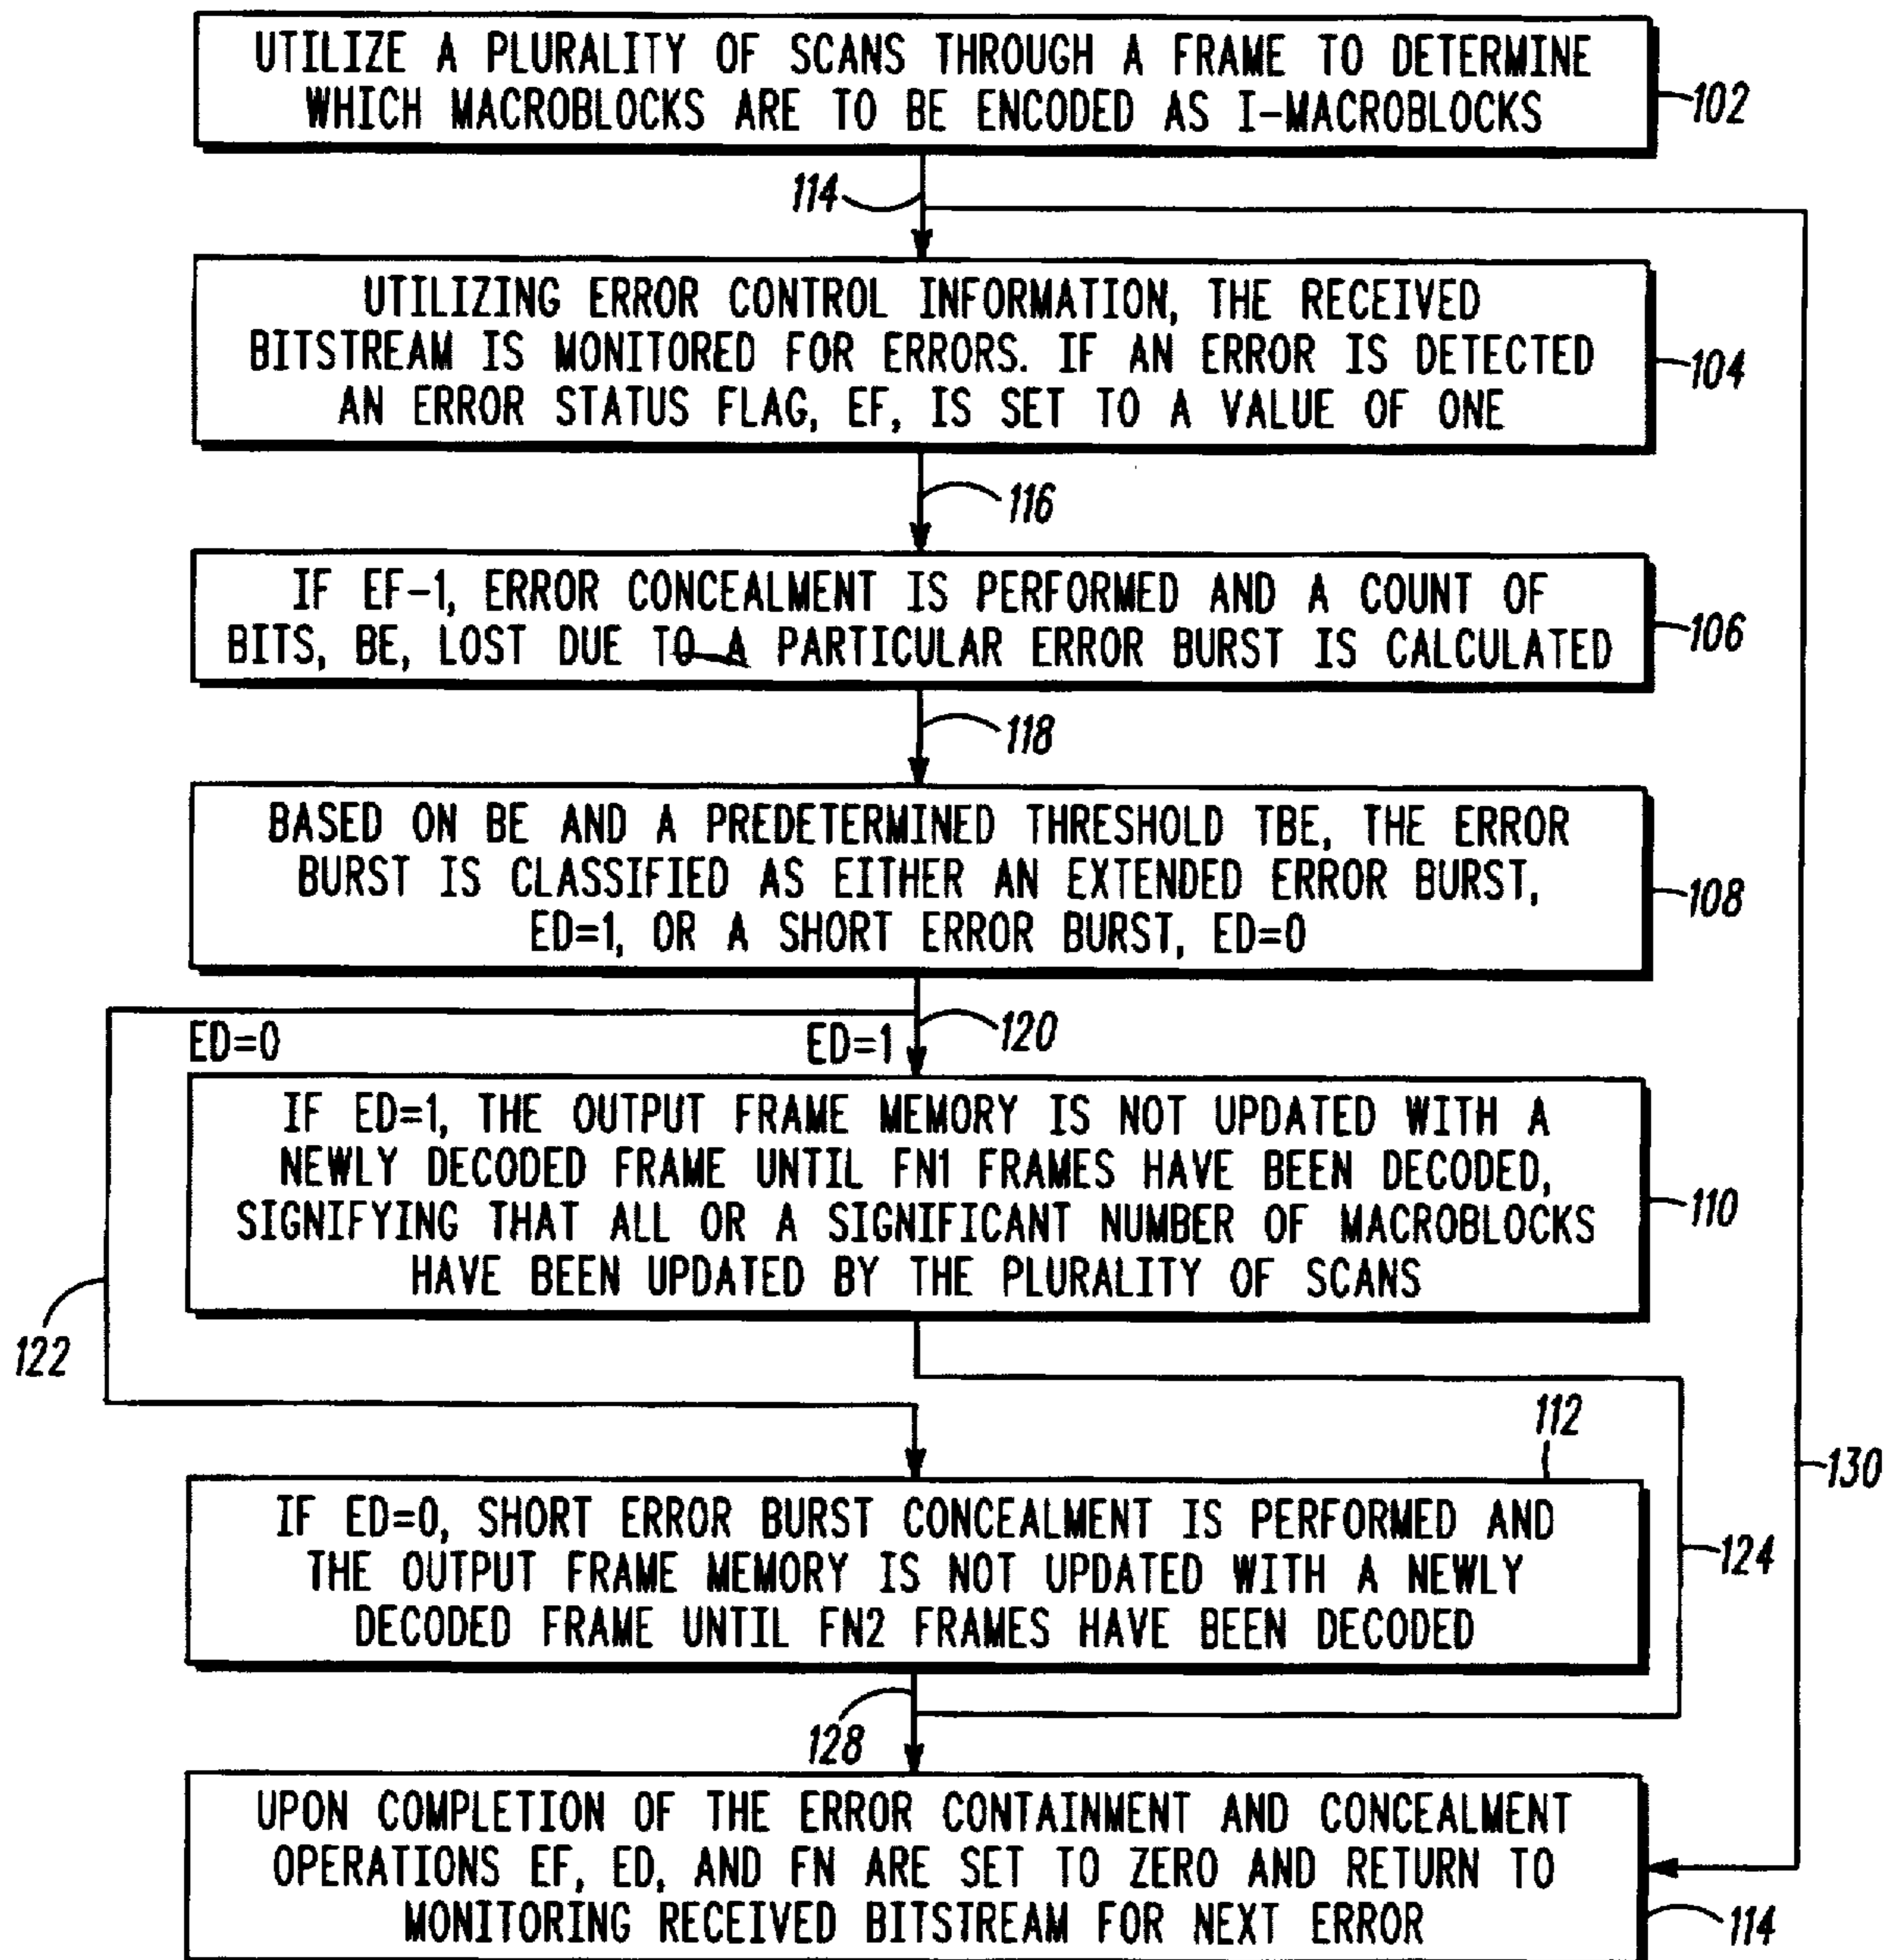 UTILIZE A PLURALITY OF SCANS THROUGH A FRAME TO DETERMINE
WHICH MACROBLOCKS ARE TO BE ENCODED AS I-MACROBLOCKS
102
114
UTILIZING ERROR CONTROL INFORMATION, THE RECEIVED
BITSTREAM IS MONITORED FOR ERRORS. IF AN ERROR IS DETECTED
AN ERROR STATUS FLAG, EF, IS SET TO A VALUE OF ONE
104
116
IF EF-1, ERROR CONCEALMENT IS PERFORMED AND A COUNT OF
BITS, BE, LOST DUE TO A PARTICULAR ERROR BURST IS CALCULATED
106
118
BASED ON BE AND A PREDETERMINED THRESHOLD TBE, THE ERROR
BURST IS CLASSIFIED AS EITHER AN EXTENDED ERROR BURST,
ED=1, OR A SHORT ERROR BURST, ED=0
108
ED=0
ED=1
120
IF ED=1, THE OUTPUT FRAME MEMORY IS NOT UPDATED WITH A
NEWLY DECODED FRAME UNTIL FN1 FRAMES HAVE BEEN DECODED,
SIGNIFYING THAT ALL OR A SIGNIFICANT NUMBER OF MACROBLOCKS
HAVE BEEN UPDATED BY THE PLURALITY OF SCANS
110
122
112
130
IF ED=0, SHORT ERROR BURST CONCEALMENT IS PERFORMED AND
THE OUTPUT FRAME MEMORY IS NOT UPDATED WITH A NEWLY
DECODED FRAME UNTIL FN2 FRAMES HAVE BEEN DECODED
124
128
UPON COMPLETION OF THE ERROR CONTAINMENT AND CONCEALMENT
OPERATIONS EF, ED, AND FN ARE SET TO ZERO AND RETURN TO
MONITORING RECEIVED BITSTREAM FOR NEXT ERROR
114